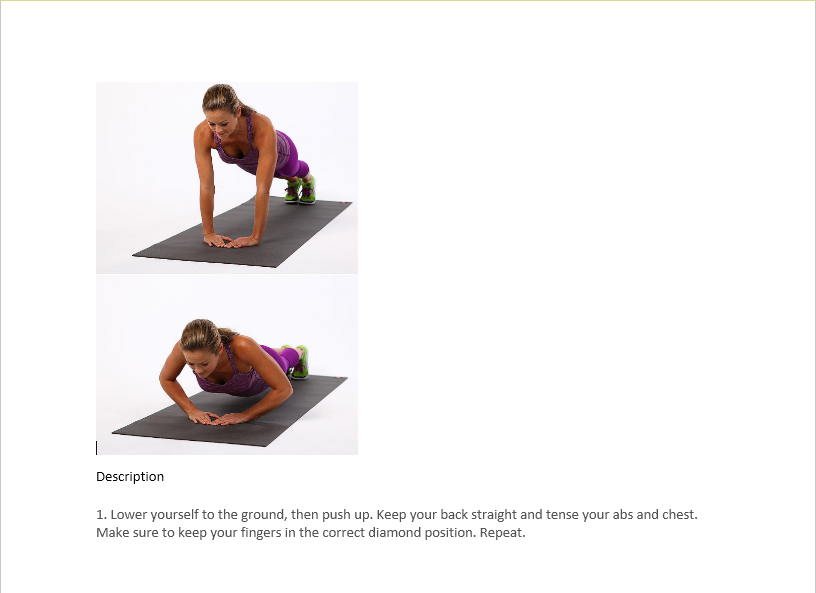 Description
1. Lower yourself to the ground, then push up. Keep your back straight and tense your abs and chest.
Make sure to keep your fingers in the correct diamond position. Repeat.